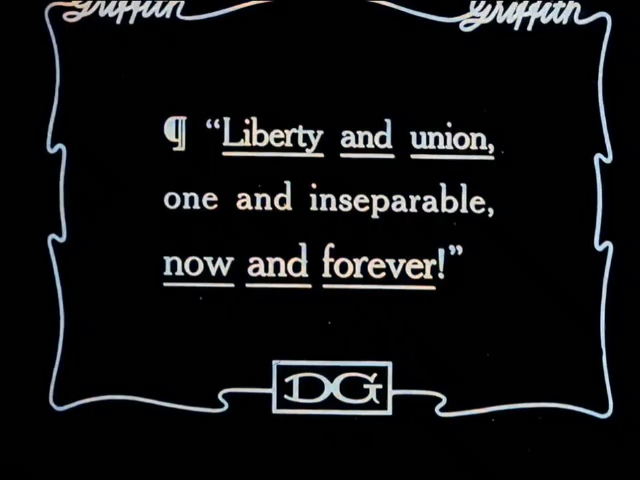 Griffith Griffith
¶ “Liberty and union,
one and inseparable,
now and forever!”
DG